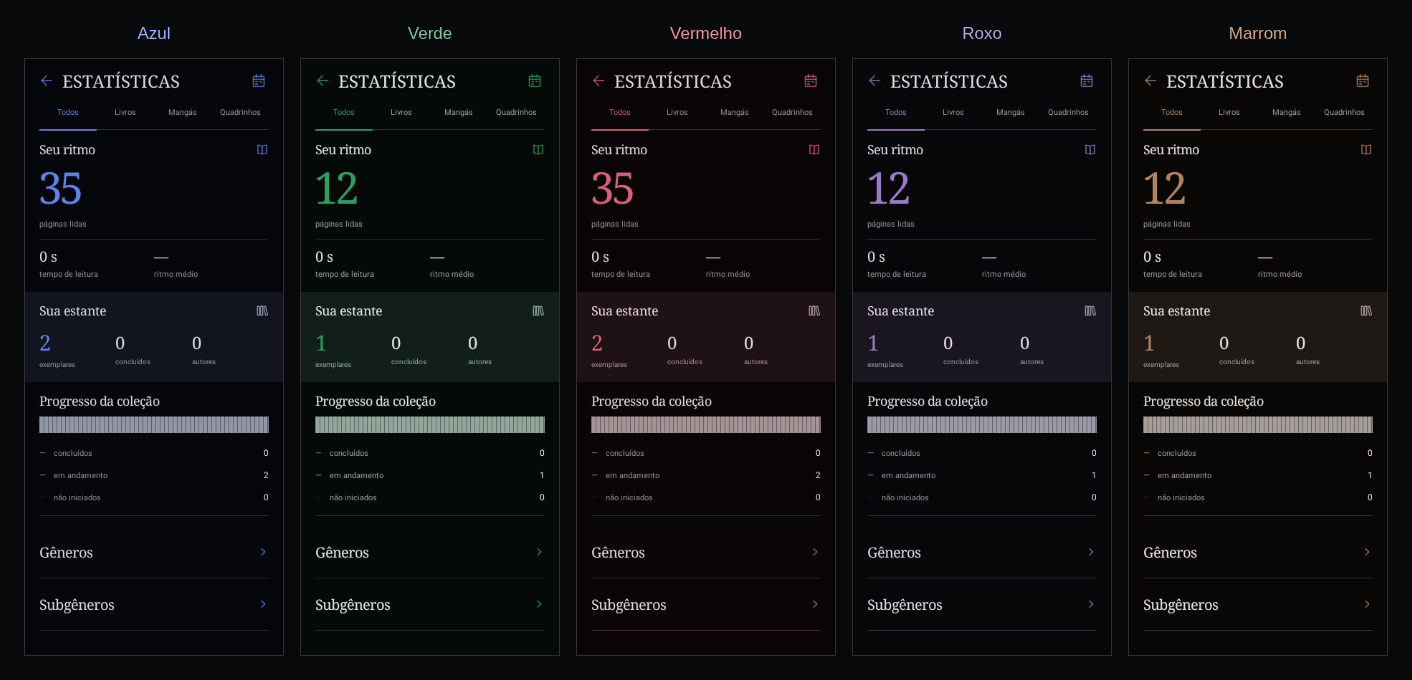 Azul
ESTATÍSTICAS
Todos Livros Mangás Quadrinhos
Seu ritmo
35
páginas lidas
0 s —
tempo de leitura ritmo médio
Sua estante
2 0 0
exemplares concluídos autores
Progresso da coleção
concluídos 0
em andamento 2
não iniciados 0
Gêneros
Subgêneros
Verde
ESTATÍSTICAS
Todos Livros Mangás Quadrinhos
Seu ritmo
12
páginas lidas
0 s —
tempo de leitura ritmo médio
Sua estante
1 0 0
exemplares concluídos autores
Progresso da coleção
concluídos 0
em andamento 1
não iniciados 0
Gêneros
Subgêneros
Vermelho
ESTATÍSTICAS
Todos Livros Mangás Quadrinhos
Seu ritmo
35
páginas lidas
0 s —
tempo de leitura ritmo médio
Sua estante
2 0 0
exemplares concluídos autores
Progresso da coleção
concluídos 0
em andamento 2
não iniciados 0
Gêneros
Subgêneros
Roxo
ESTATÍSTICAS
Todos Livros Mangás Quadrinhos
Seu ritmo
12
páginas lidas
0 s —
tempo de leitura ritmo médio
Sua estante
1 0 0
exemplares concluídos autores
Progresso da coleção
concluídos 0
em andamento 1
não iniciados 0
Gêneros
Subgêneros
Marrom
ESTATÍSTICAS
Todos Livros Mangás Quadrinhos
Seu ritmo
12
páginas lidas
0 s —
tempo de leitura ritmo médio
Sua estante
1 0 0
exemplares concluídos autores
Progresso da coleção
concluídos 0
em andamento 1
não iniciados 0
Gêneros
Subgêneros